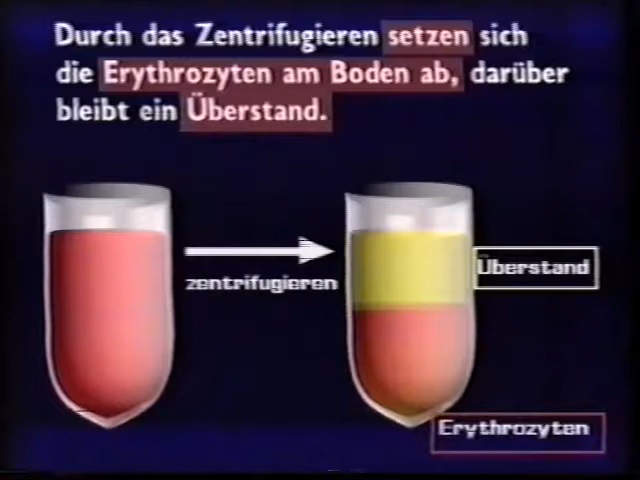 Durch das Zentrifugieren setzen sich
die Erythrozyten am Boden ab, darüber
bleibt ein Überstand.
zentrifugieren
Überstand
Erythrozyten